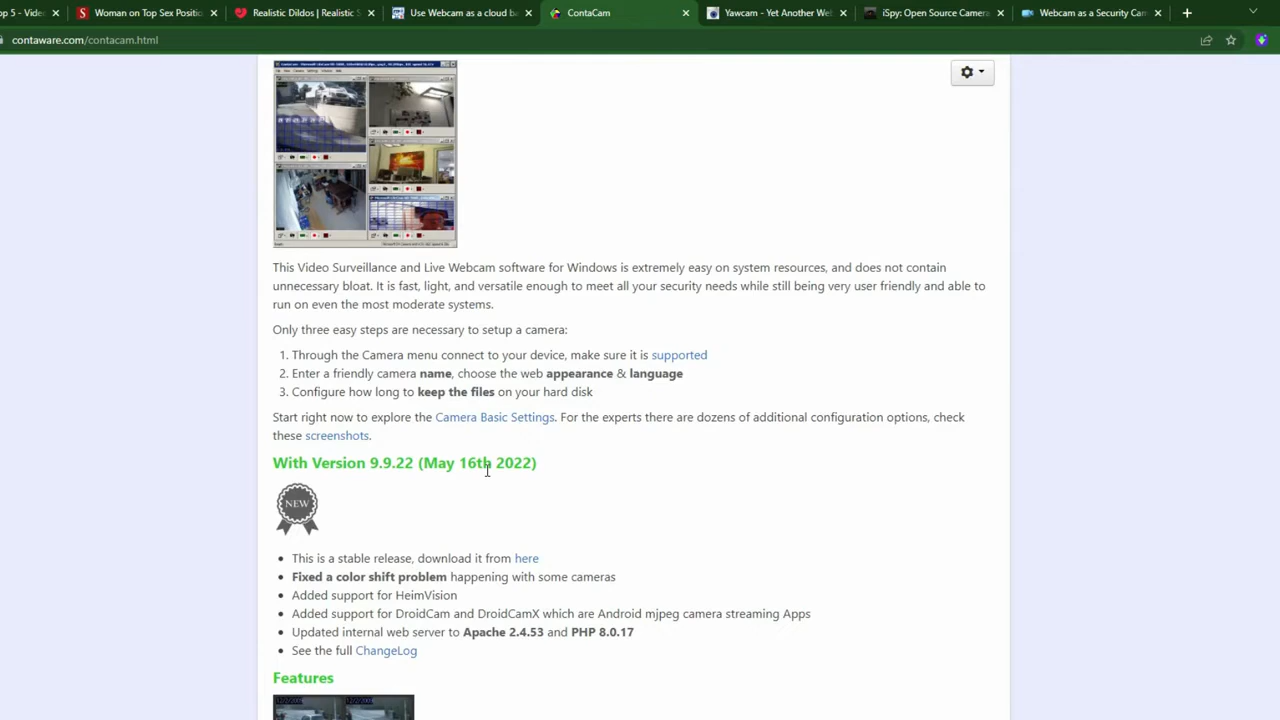 op 5 - Video
Woman on Top Sex Positio
Realistic Dildos | Realistic S
Use Webcam as a cloud b
ContaCam
Yawcam - Yet Another We
iSpy: Open Source Camera
Webcam as a security Cam
contaware.com/contacam.html
This Video Surveillance and Live Webcam software for Windows is extremely easy on system resources, and does not contain
unnecessary bloat. It is fast, light, and versatile enough to meet all your security needs while still being very user friendly and able to
run on even the most moderate systems.
Only three easy steps are necessary to setup a camera:
1. Through the Camera menu connect to your device, make sure it is supported
2. Enter a friendly camera name, choose the web appearance & language
3. Configure how long to keep the files on your hard disk
Start right now to explore the Camera Basic Settings. For the experts there are dozens of additional configuration options, check
these screenshots.
With Version 9.9.22 (May 16th 2022)
NEW
• This is a stable release, download it from here
• Fixed a color shift problem happening with some cameras
• Added support for HeimVision
• Added support for DroidCam and DroidCamX which are Android mjpeg camera streaming Apps
• Updated internal web server to Apache 2.4.53 and PHP 8.0.17
• See the full ChangeLog
Features